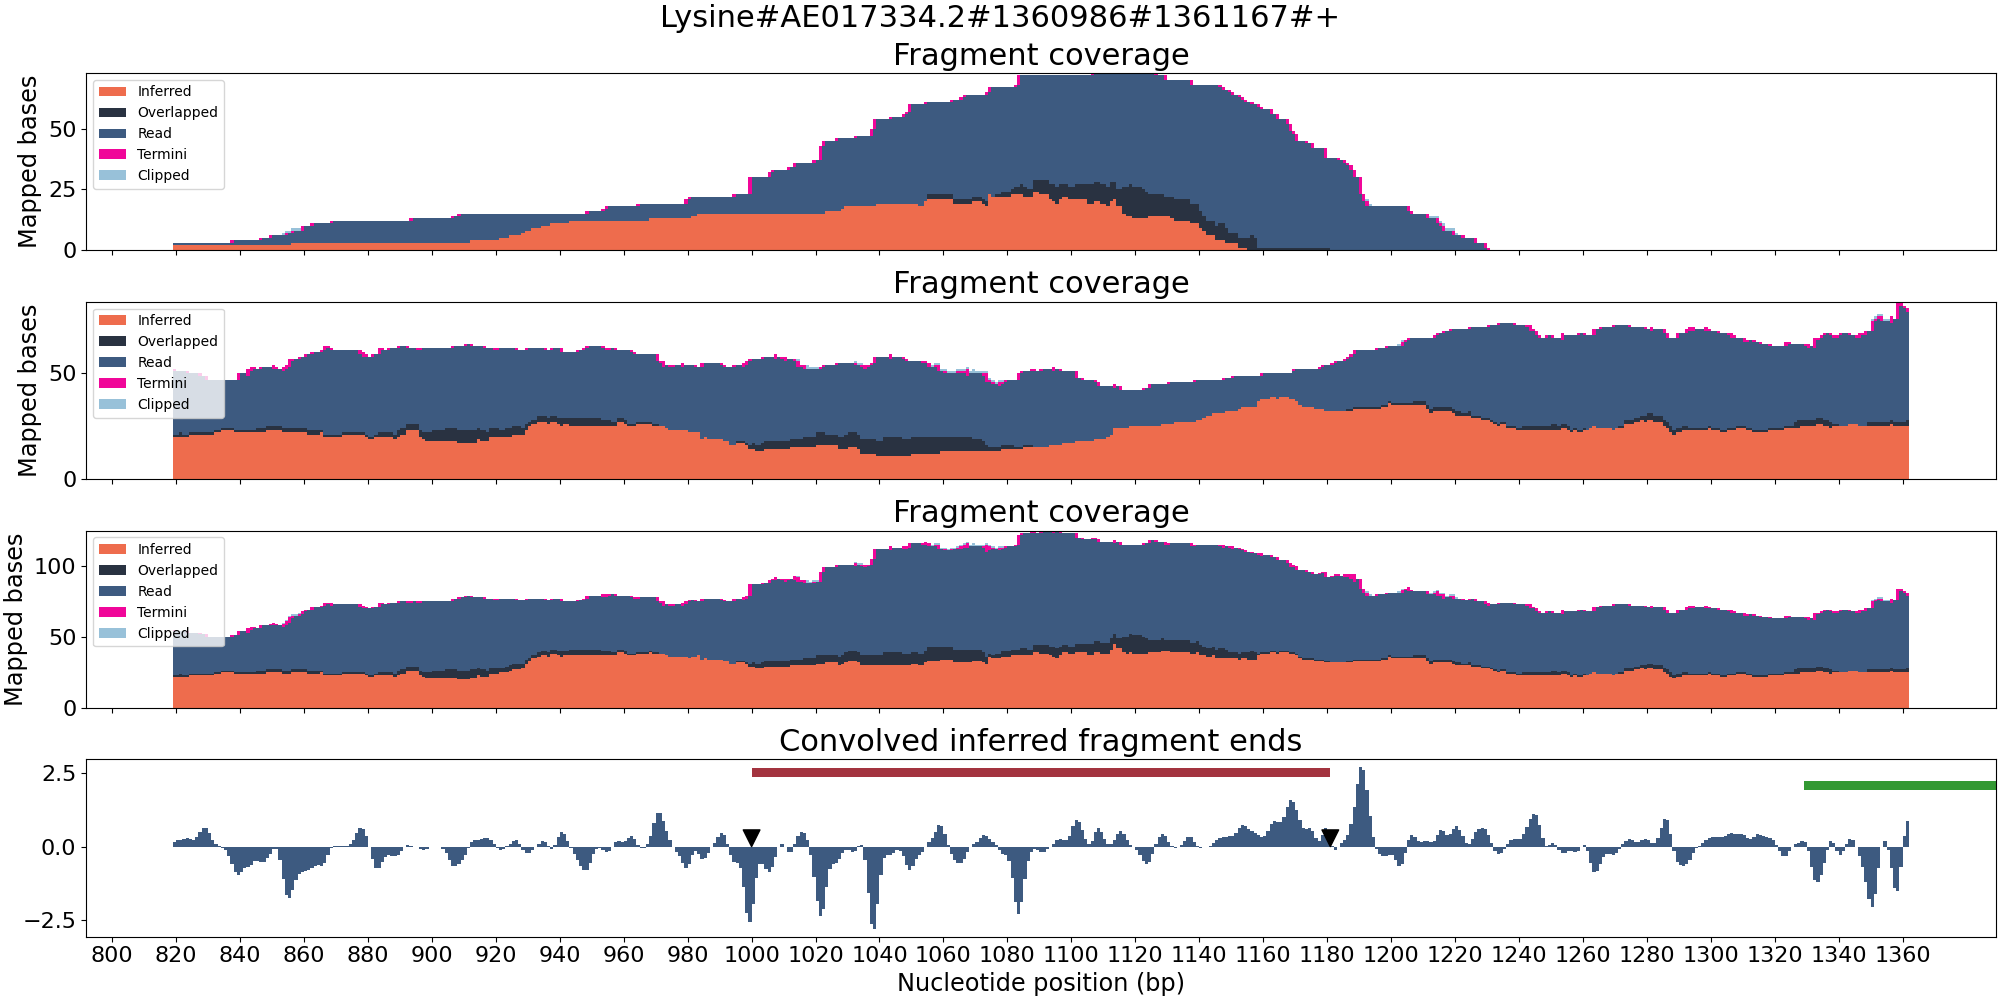 Lysine#AE017334.2#1360986#1361167#+
Fragment coverage
Mapped bases
50
25
0
Inferred
Overlapped
Read
Termini
Clipped
Fragment coverage
Mapped bases
50
0
Inferred
Overlapped
Read
Termini
Clipped
Fragment coverage
Mapped bases
100
50
0
Inferred
Overlapped
Read
Termini
Clipped
Convolved inferred fragment ends
2.5
0.0
−2.5
800 820 840 860 880 900 920 940 960 980 1000 1020 1040 1060 1080 1100 1120 1140 1160 1180 1200 1220 1240 1260 1280 1300 1320 1340 1360
Nucleotide position (bp)